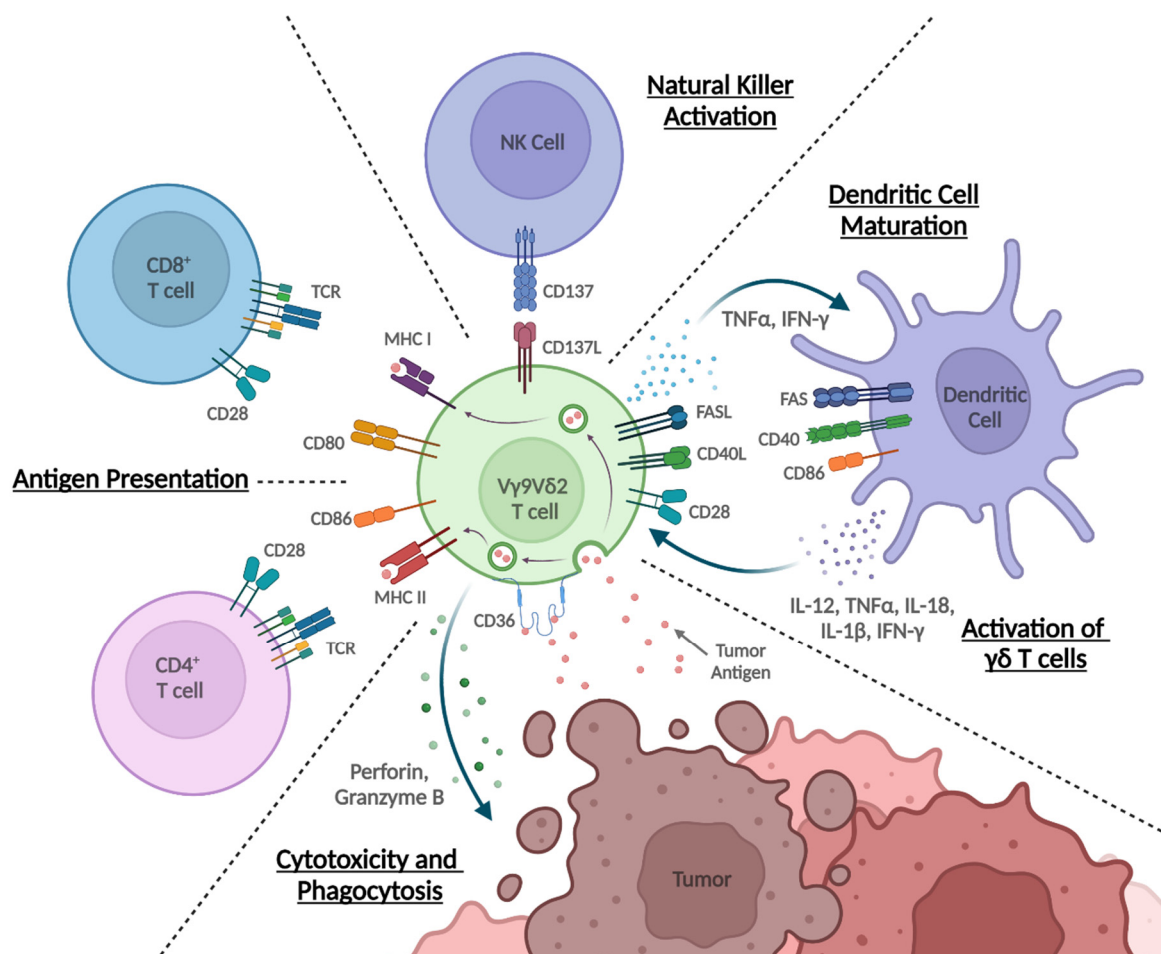 Natural Killer
Activation
NK Cell
CD137
CD137L
Dendritic Cell
Maturation
TNFα, IFN-γ
FAS
CD40
CD86
Dendritic
Cell
FASL
CD40L
CD28
IL-12, TNFα, IL-18,
IL-1β, IFN-γ
Activation of
γδ T cells
CD8⁺
T cell
TCR
CD28
MHC I
CD80
Antigen Presentation
CD86
MHC II
Vγ9Vδ2
T cell
CD28
TCR
CD4⁺
T cell
CD36
Tumor
Antigen
Perforin,
Granzyme B
Cytotoxicity and
Phagocytosis
Tumor